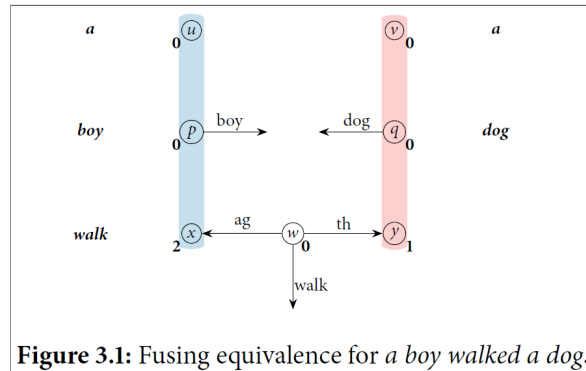 a u 0 v 0 a
boy p 0 boy dog q 0 dog
walk x 2 ag w 0 th y 1
walk
Figure 3.1: Fusing equivalence for a boy walked a dog.